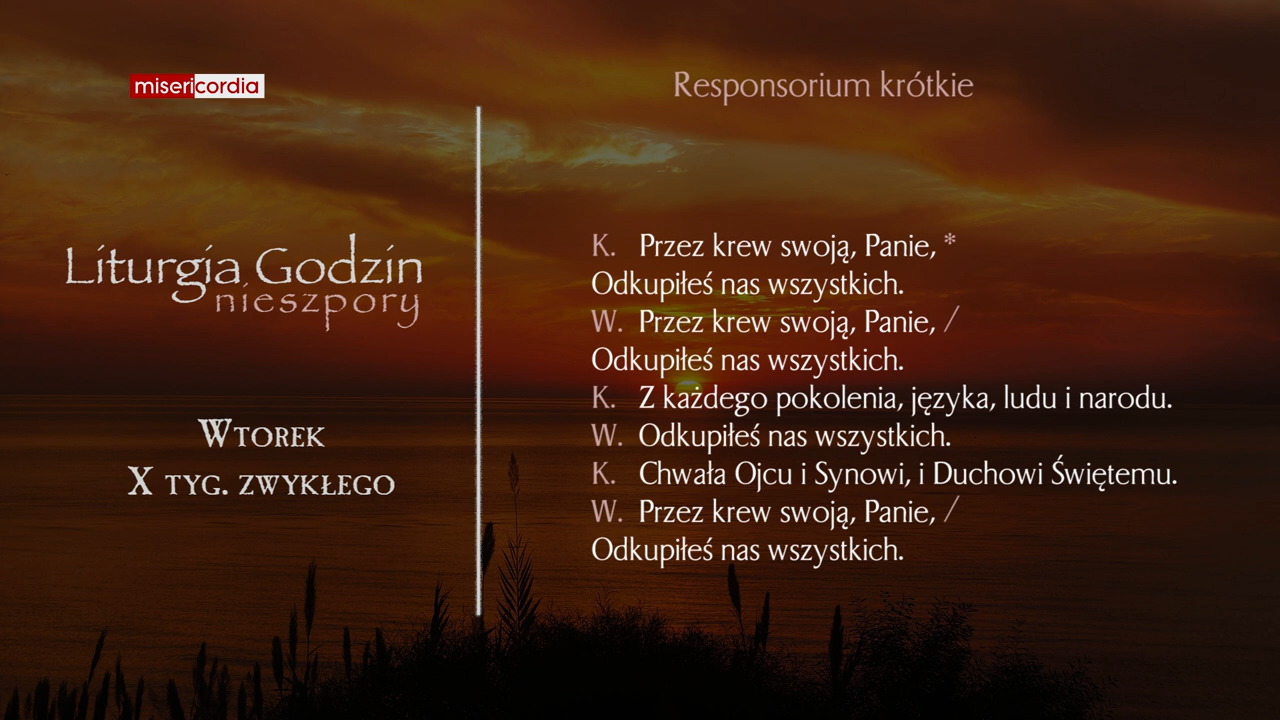 misericordia
Liturgia Godzin
nieszpory
Wtorek
X tyg. zwykłego
Responsorium krótkie
K. Przez krew swoją, Panie, *
Odkupiłeś nas wszystkich.
W. Przez krew swoją, Panie, /
Odkupiłeś nas wszystkich.
K. Z każdego pokolenia, języka, ludu i narodu.
W. Odkupiłeś nas wszystkich.
K. Chwała Ojcu i Synowi, i Duchowi Świętemu.
W. Przez krew swoją, Panie, /
Odkupiłeś nas wszystkich.